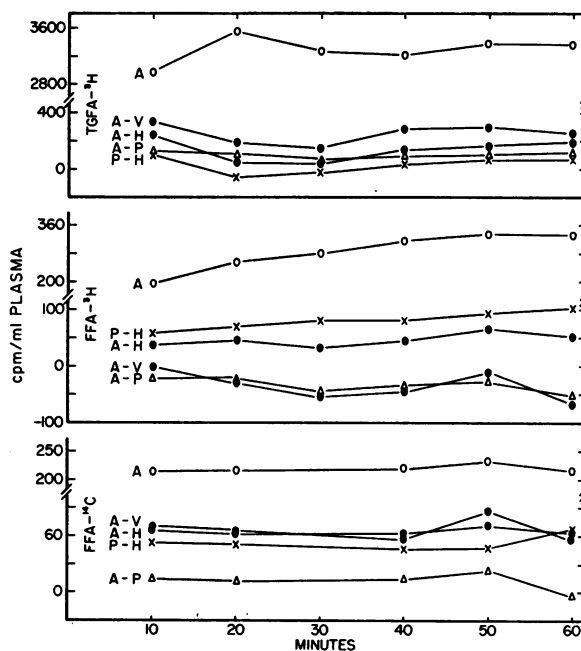 3600
A
2800
400
A-V
A-H
A-P
P-H
0
TGFA-³H
360
A
200
100
P-H
A-H
0
A-V
A-P
-100
FFA-³H
cpm/ml PLASMA
250
A
200
A-V
60
A-H
P-H
A-P
0
FFA-¹⁴C
10 20 30 40 50 60
MINUTES